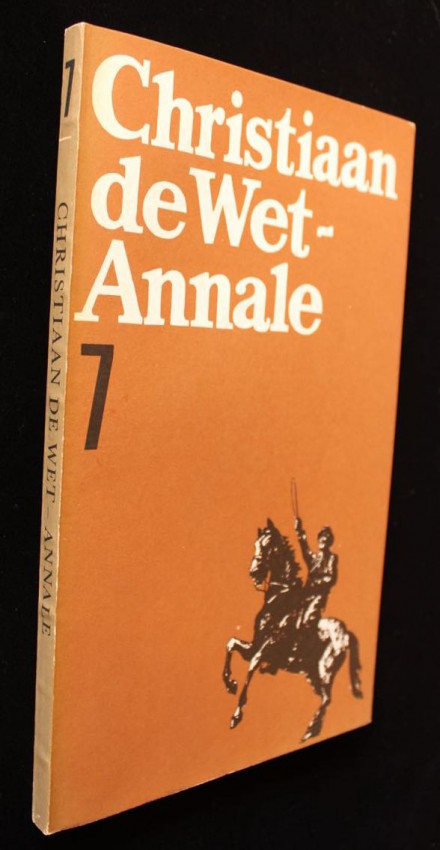 Christiaan
de Wet-
Annale
7
7
CHRISTIAAN DE WET - ANNALE